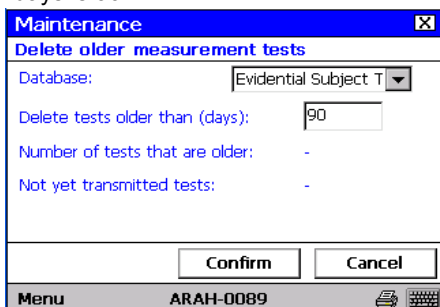 Maintenance X
Delete older measurement tests
Database: Evidential Subject T
Delete tests older than (days): 90
Number of tests that are older: -
Not yet transmitted tests: -
Confirm Cancel
Menu ARAH-0089